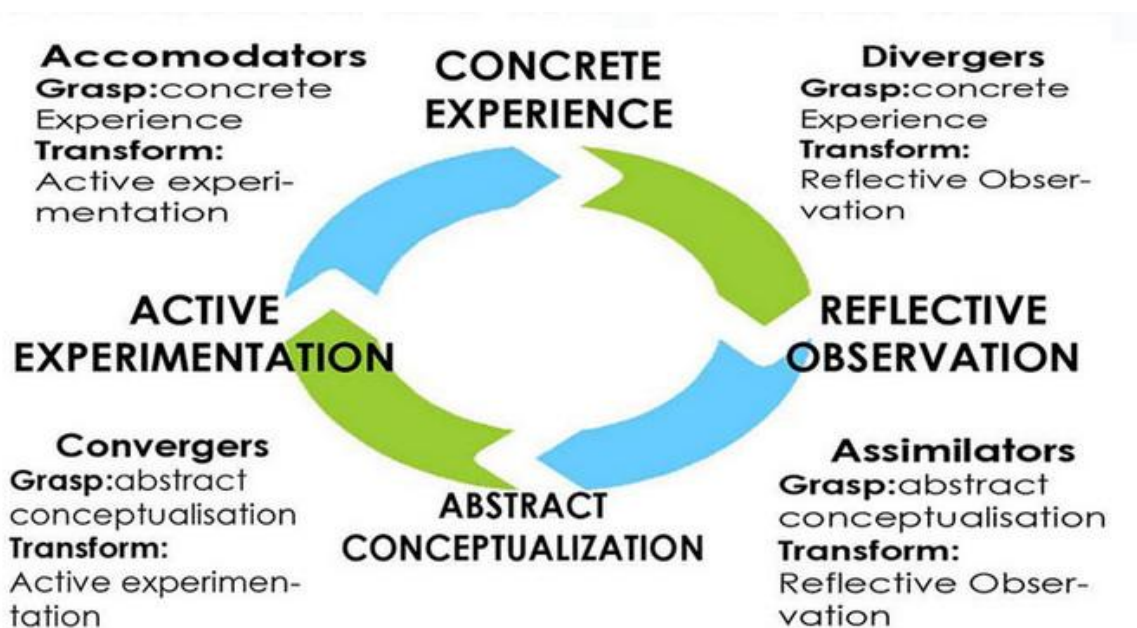 Accomodators
Grasp:concrete
Experience
Transform:
Active experi-
mentation
CONCRETE
EXPERIENCE
Divergers
Grasp:concrete
Experience
Transform:
Reflective Obser-
vation
ACTIVE
EXPERIMENTATION
REFLECTIVE
OBSERVATION
Convergers
Grasp:abstract
conceptualisation
Transform:
Active experimen-
tation
ABSTRACT
CONCEPTUALIZATION
Assimilators
Grasp:abstract
conceptualisation
Transform:
Reflective Obser-
vation